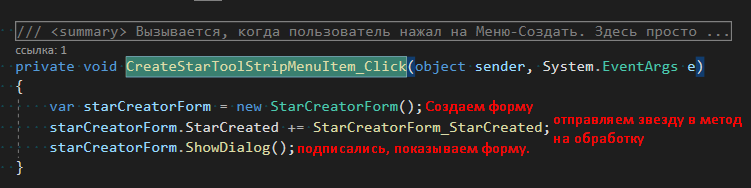 /// <summary> Вызывается, когда пользователь нажал на Меню-Создать. Здесь просто ...
ссылка: 1
private void CreateStarToolStripMenuItem_Click(object sender, System.EventArgs e)
{
var starCreatorForm = new StarCreatorForm(); Создаем форму
starCreatorForm.StarCreated += StarCreatorForm_StarCreated; отправляем звезду в метод
на обработку
starCreatorForm.ShowDialog(); подписались, показываем форму.
}